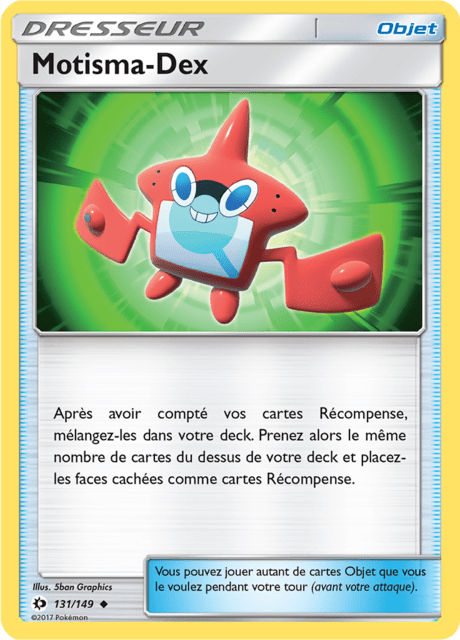 DRESSEUR Objet
Motisma-Dex
Après avoir compté vos cartes Récompense,
mélangez-les dans votre deck. Prenez alors le même
nombre de cartes du dessus de votre deck et placez-
les faces cachées comme cartes Récompense.
Vous pouvez jouer autant de cartes Objet que vous
le voulez pendant votre tour (avant votre attaque).
Illus. 5ban Graphics
131/149
©2017 Pokémon